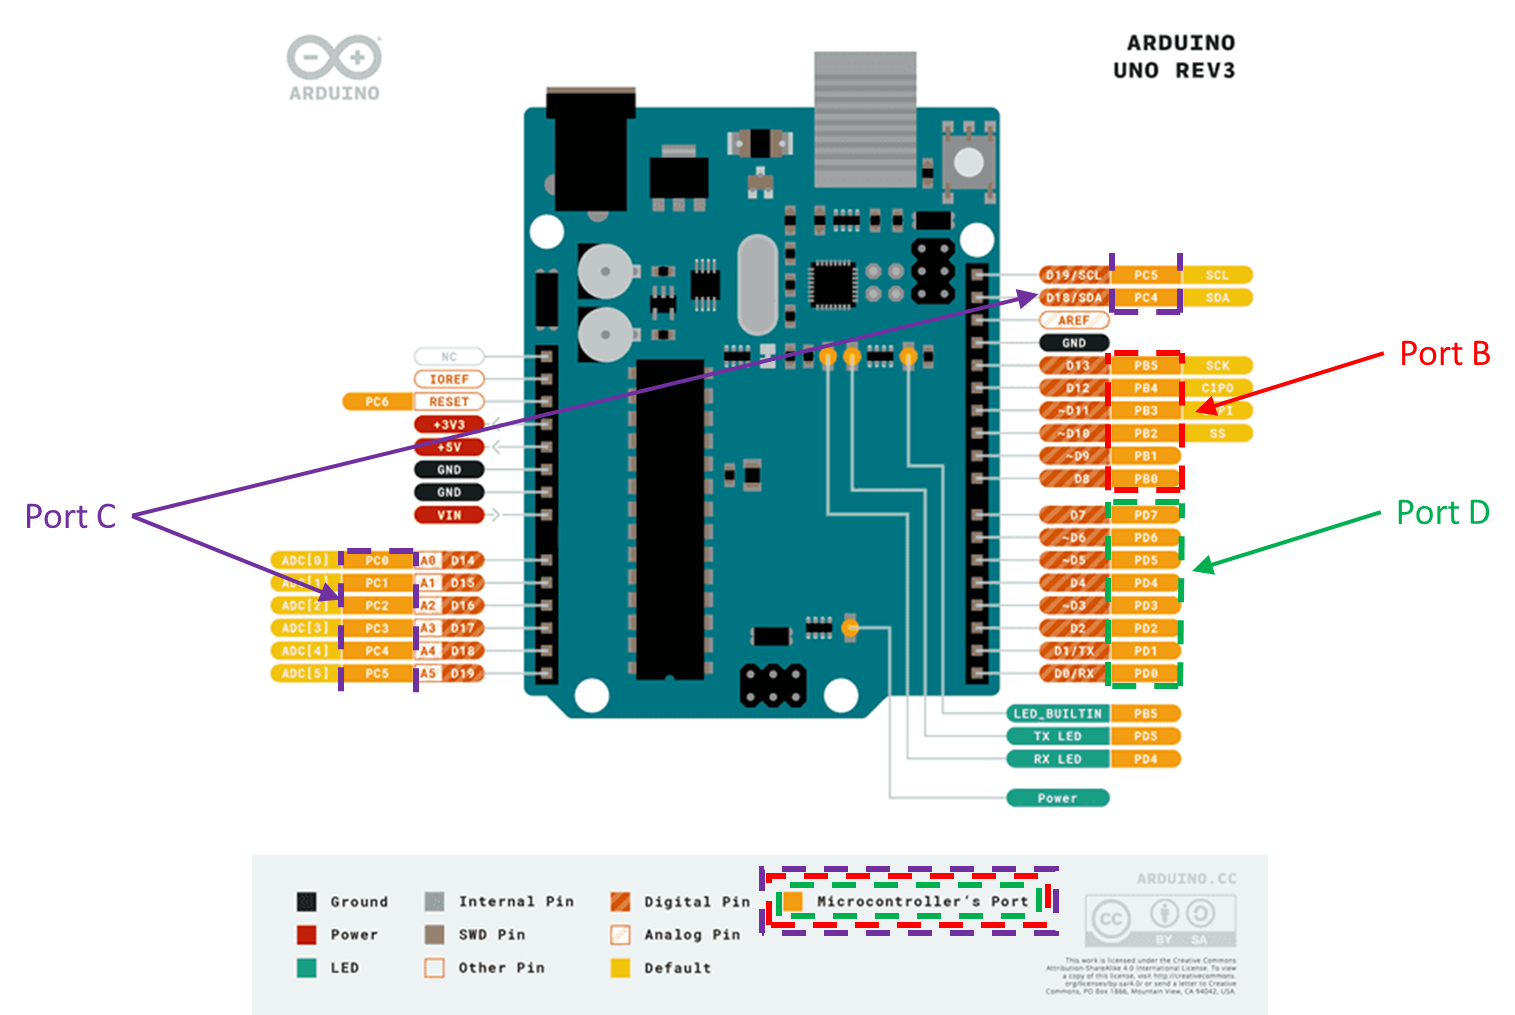 ARDUINO
ARDUINO
UNO REV3
D19/SCL PC5 SCL
D18/SDA PC4 SDA
AREF
GND
D13 PB5 SCK
D12 PB4 CIPO
~D11 PB3 PI
~D10 PB2 SS
~D9 PB1
D8 PB0
Port B
NC
IOREF
PC6 RESET
+3V3
+5V
GND
GND
VIN
Port C
ADC[0] PC0 A0 D14
ADC[1] PC1 A1 D15
ADC[2] PC2 A2 D16
ADC[3] PC3 A3 D17
ADC[4] PC4 A4 D18
ADC[5] PC5 A5 D19
D7 PD7
~D6 PD6
~D5 PD5
D4 PD4
~D3 PD3
D2 PD2
D1/TX PD1
D0/RX PD0
Port D
LED_BUILTIN PB5
TX LED PD5
RX LED PD4
Power
Ground
Power
LED
Internal Pin
SWD Pin
Other Pin
Digital Pin
Analog Pin
Default
Microcontroller's Port
ARDUINO.CC
CC BY SA
This work is licensed under the Creative Commons
Attribution-ShareAlike 4.0 International License. To view
a copy of this license, visit http://creativecommons.
org/licenses/by-sa/4.0/ or send a letter to Creative
Commons, PO Box 1866, Mountain View, CA 94042, USA.